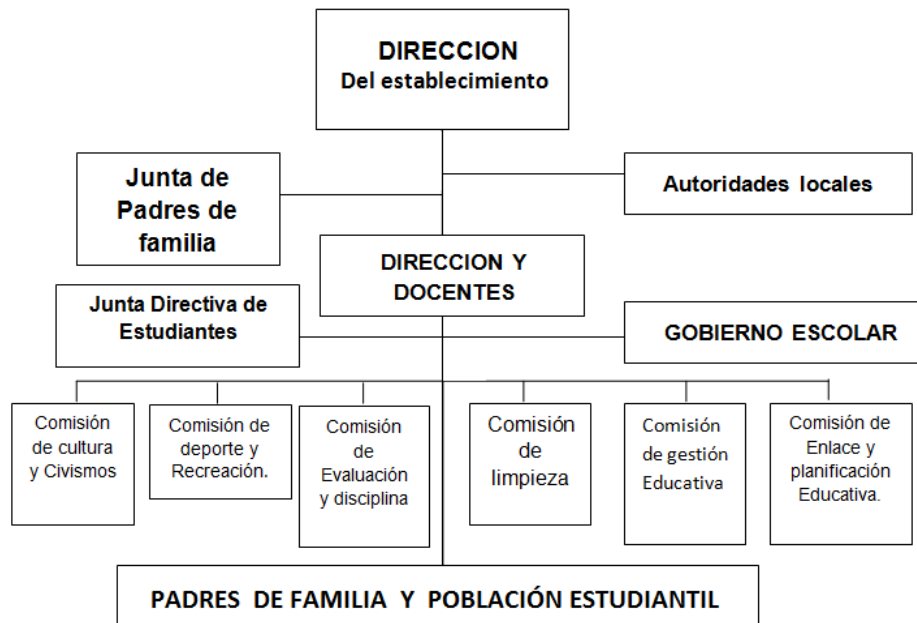 DIRECCION
Del establecimiento
Junta de
Padres de
familia
Autoridades locales
DIRECCION Y
DOCENTES
Junta Directiva de
Estudiantes
GOBIERNO ESCOLAR
Comisión
de cultura
y Civismos
Comisión de
deporte y
Recreación.
Comisión
de
Evaluación
y disciplina
Comisión
de
limpieza
Comisión
de gestión
Educativa
Comisión de
Enlace y
planificación
Educativa.
PADRES DE FAMILIA Y POBLACIÓN ESTUDIANTIL